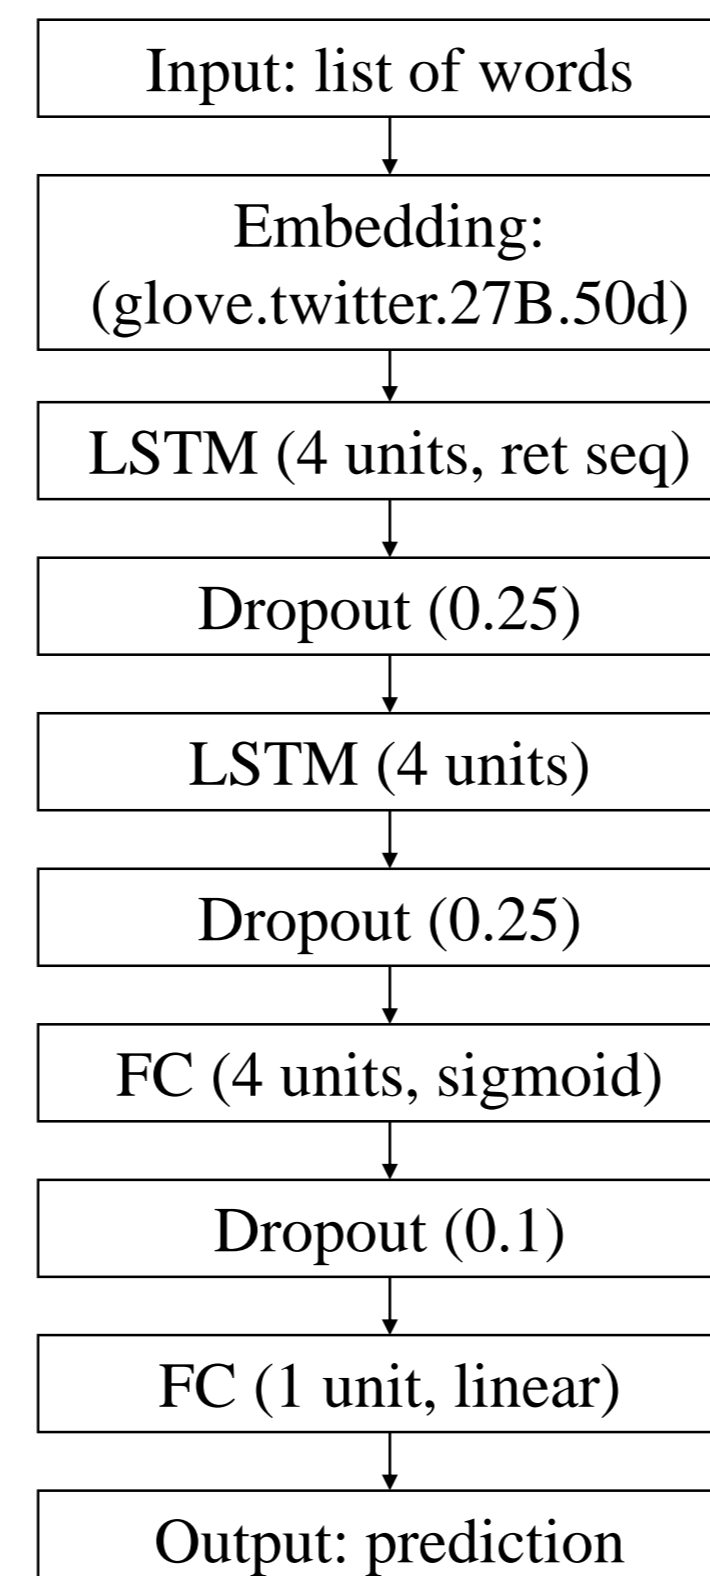 Input: list of words
Embedding:
(glove.twitter.27B.50d)
LSTM (4 units, ret seq)
Dropout (0.25)
LSTM (4 units)
Dropout (0.25)
FC (4 units, sigmoid)
Dropout (0.1)
FC (1 unit, linear)
Output: prediction